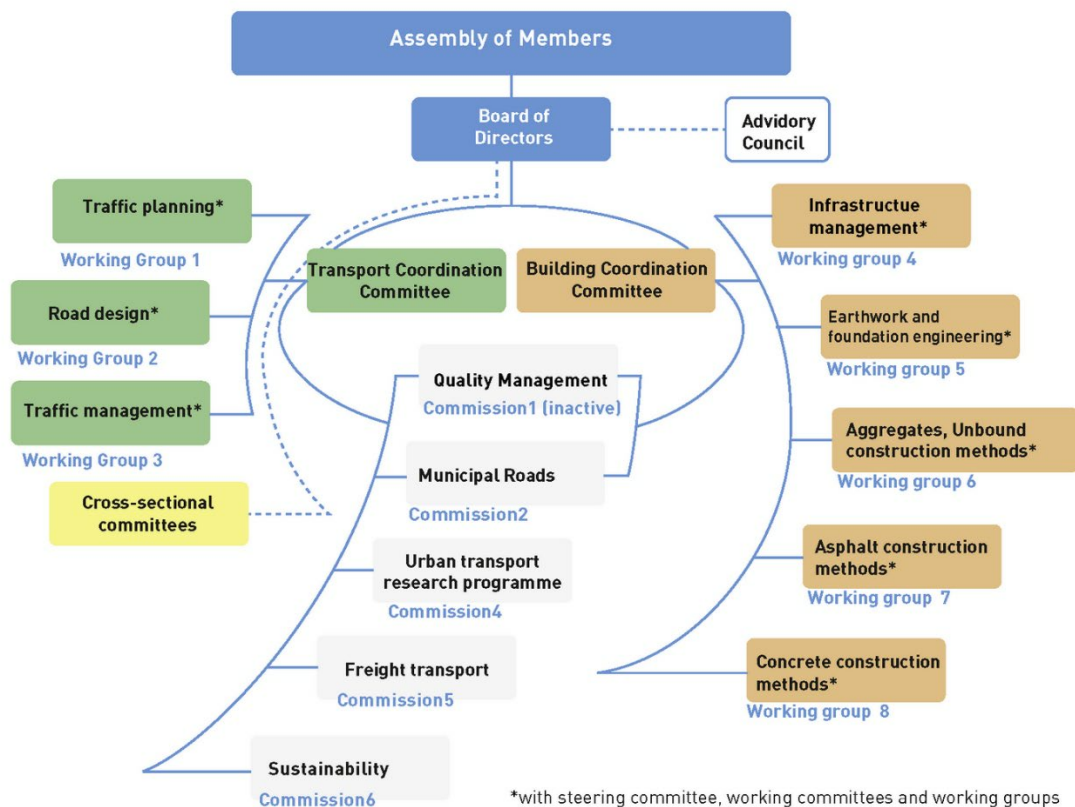 Assembly of Members
Board of
Directors
Advidory
Council
Traffic planning*
Working Group 1
Road design*
Working Group 2
Traffic management*
Working Group 3
Cross-sectional
committees
Transport Coordination
Committee
Building Coordination
Committee
Quality Management
Commission1 (inactive)
Municipal Roads
Commission2
Urban transport
research programme
Commission4
Freight transport
Commission5
Sustainability
Commission6
Infrastructue
management*
Working group 4
Earthwork and
foundation engineering*
Working group 5
Aggregates, Unbound
construction methods*
Working group 6
Asphalt construction
methods*
Working group 7
Concrete construction
methods*
Working group 8
*with steering committee, working committees and working groups